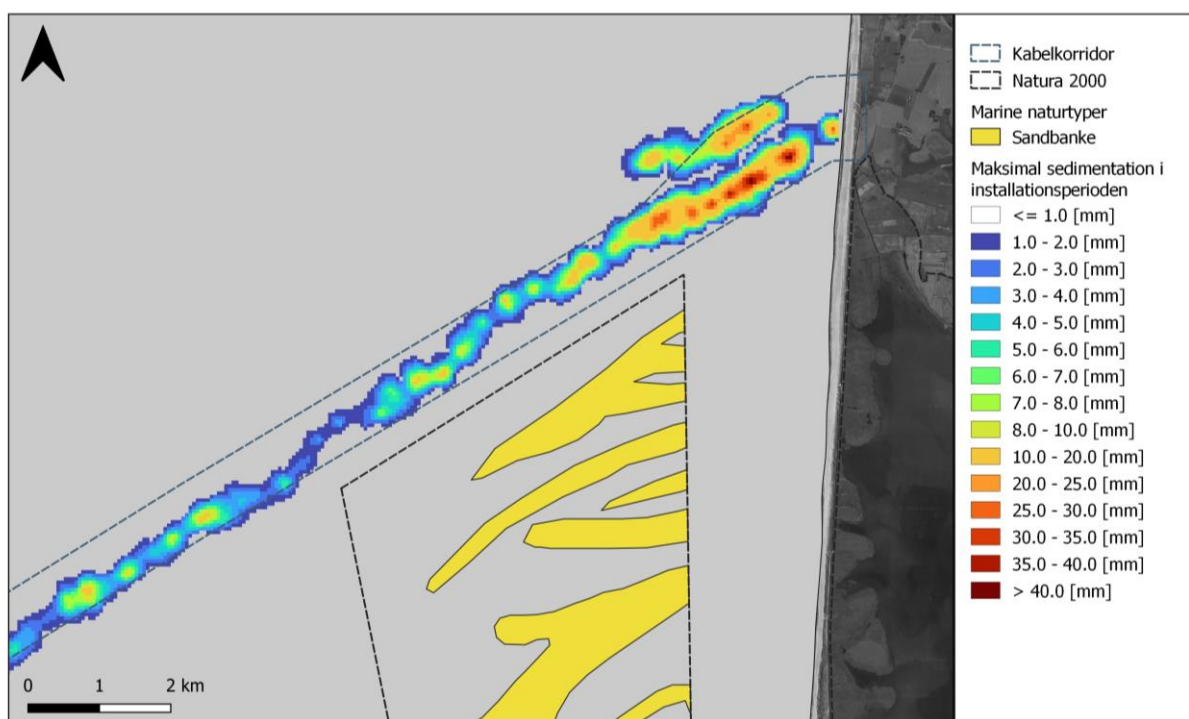 Kabelkorridor
Natura 2000
Marine naturtyper
Sandbanke
Maksimal sedimentation i
installationsperioden
<= 1.0 [mm]
1.0 - 2.0 [mm]
2.0 - 3.0 [mm]
3.0 - 4.0 [mm]
4.0 - 5.0 [mm]
5.0 - 6.0 [mm]
6.0 - 7.0 [mm]
7.0 - 8.0 [mm]
8.0 - 10.0 [mm]
10.0 - 20.0 [mm]
20.0 - 25.0 [mm]
25.0 - 30.0 [mm]
30.0 - 35.0 [mm]
35.0 - 40.0 [mm]
> 40.0 [mm]
0 1 2 km